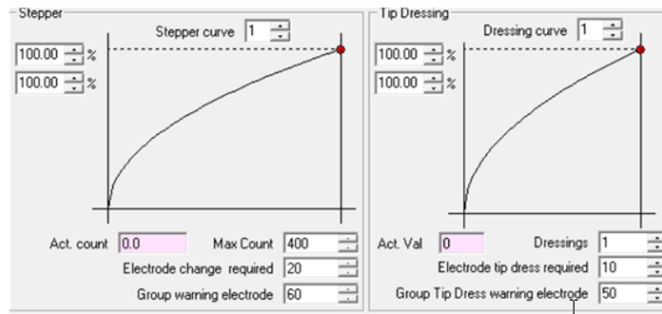 Stepper
Stepper curve 1
100.00 %
100.00 %
Act. count 0.0 Max Count 400
Electrode change required 20
Group warning electrode 60
Tip Dressing
Dressing curve 1
100.00 %
100.00 %
Act. Val 0 Dressings 1
Electrode tip dress required 10
Group Tip Dress warning electrode 50